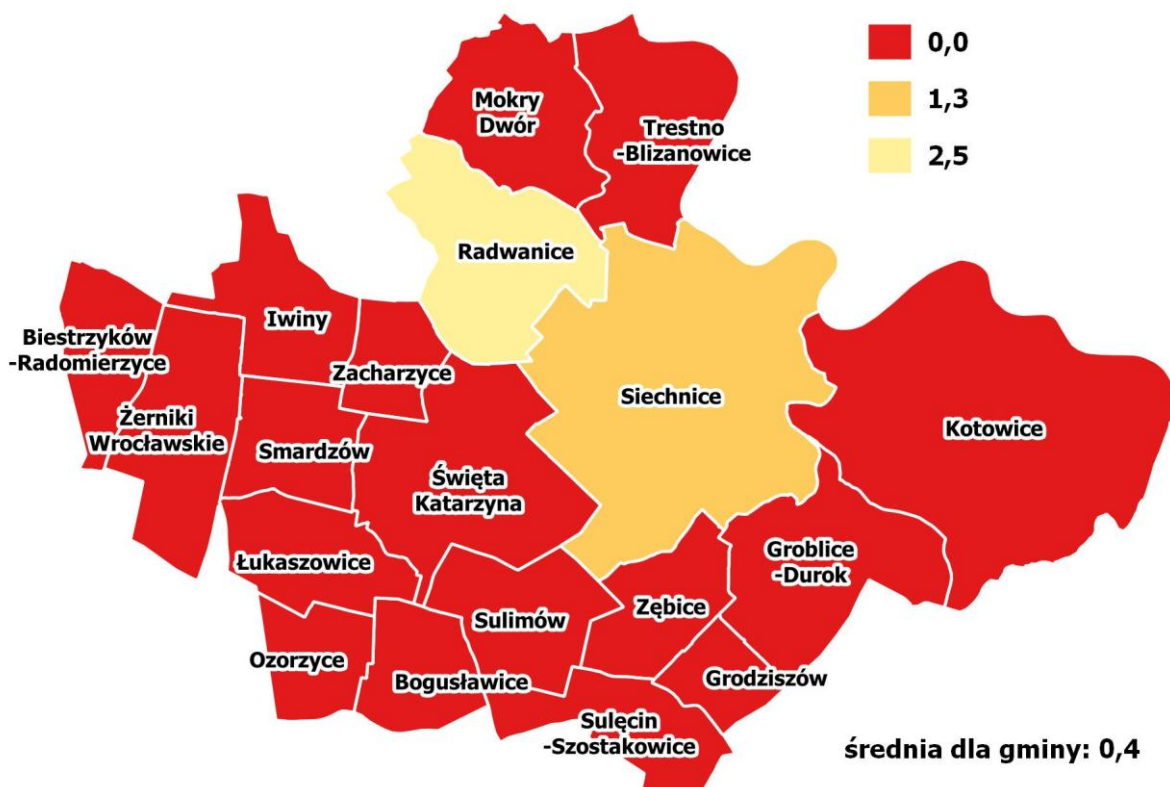 0,0
1,3
2,5
Mokry
Dwór
Trestno
-Blizanowice
Radwanice
Iwiny
Biestrzyków
-Radomierzyce
Zacharzyce
Żerniki
Wrocławskie
Siechnice
Kotowice
Smardzów
Święta
Katarzyna
Łukaszowice
Groblice
-Durok
Sulimów
Zębice
Ozorzyce
Bogusławice
Grodziszów
Sulęcin
-Szostakowice
średnia dla gminy: 0,4